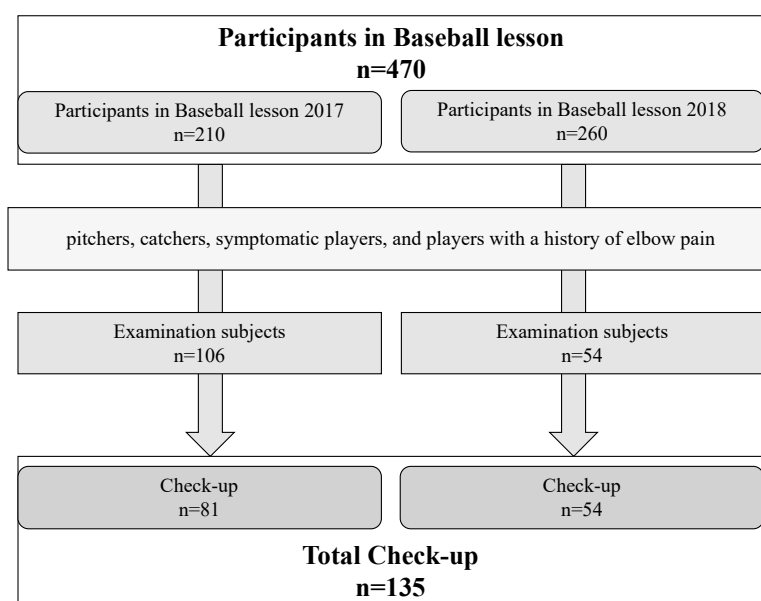 Participants in Baseball lesson
n=470
Participants in Baseball lesson 2017
n=210
Participants in Baseball lesson 2018
n=260
pitchers, catchers, symptomatic players, and players with a history of elbow pain
Examination subjects
n=106
Examination subjects
n=54
Check-up
n=81
Check-up
n=54
Total Check-up
n=135